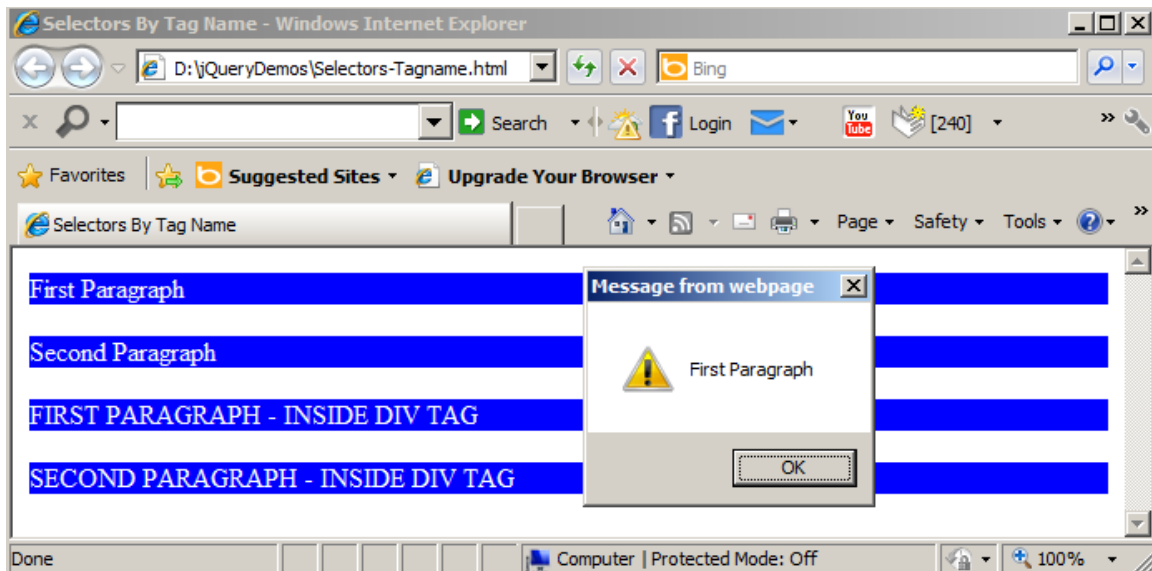 Selectors By Tag Name - Windows Internet Explorer
D:\jQueryDemos\Selectors-Tagname.html
Bing
x
Search
f Login
You Tube
[240]
»
Favorites
Suggested Sites
Upgrade Your Browser
Selectors By Tag Name
Page
Safety
Tools
»
First Paragraph
Second Paragraph
FIRST PARAGRAPH - INSIDE DIV TAG
SECOND PARAGRAPH - INSIDE DIV TAG
Message from webpage
First Paragraph
OK
Done
Computer | Protected Mode: Off
100%